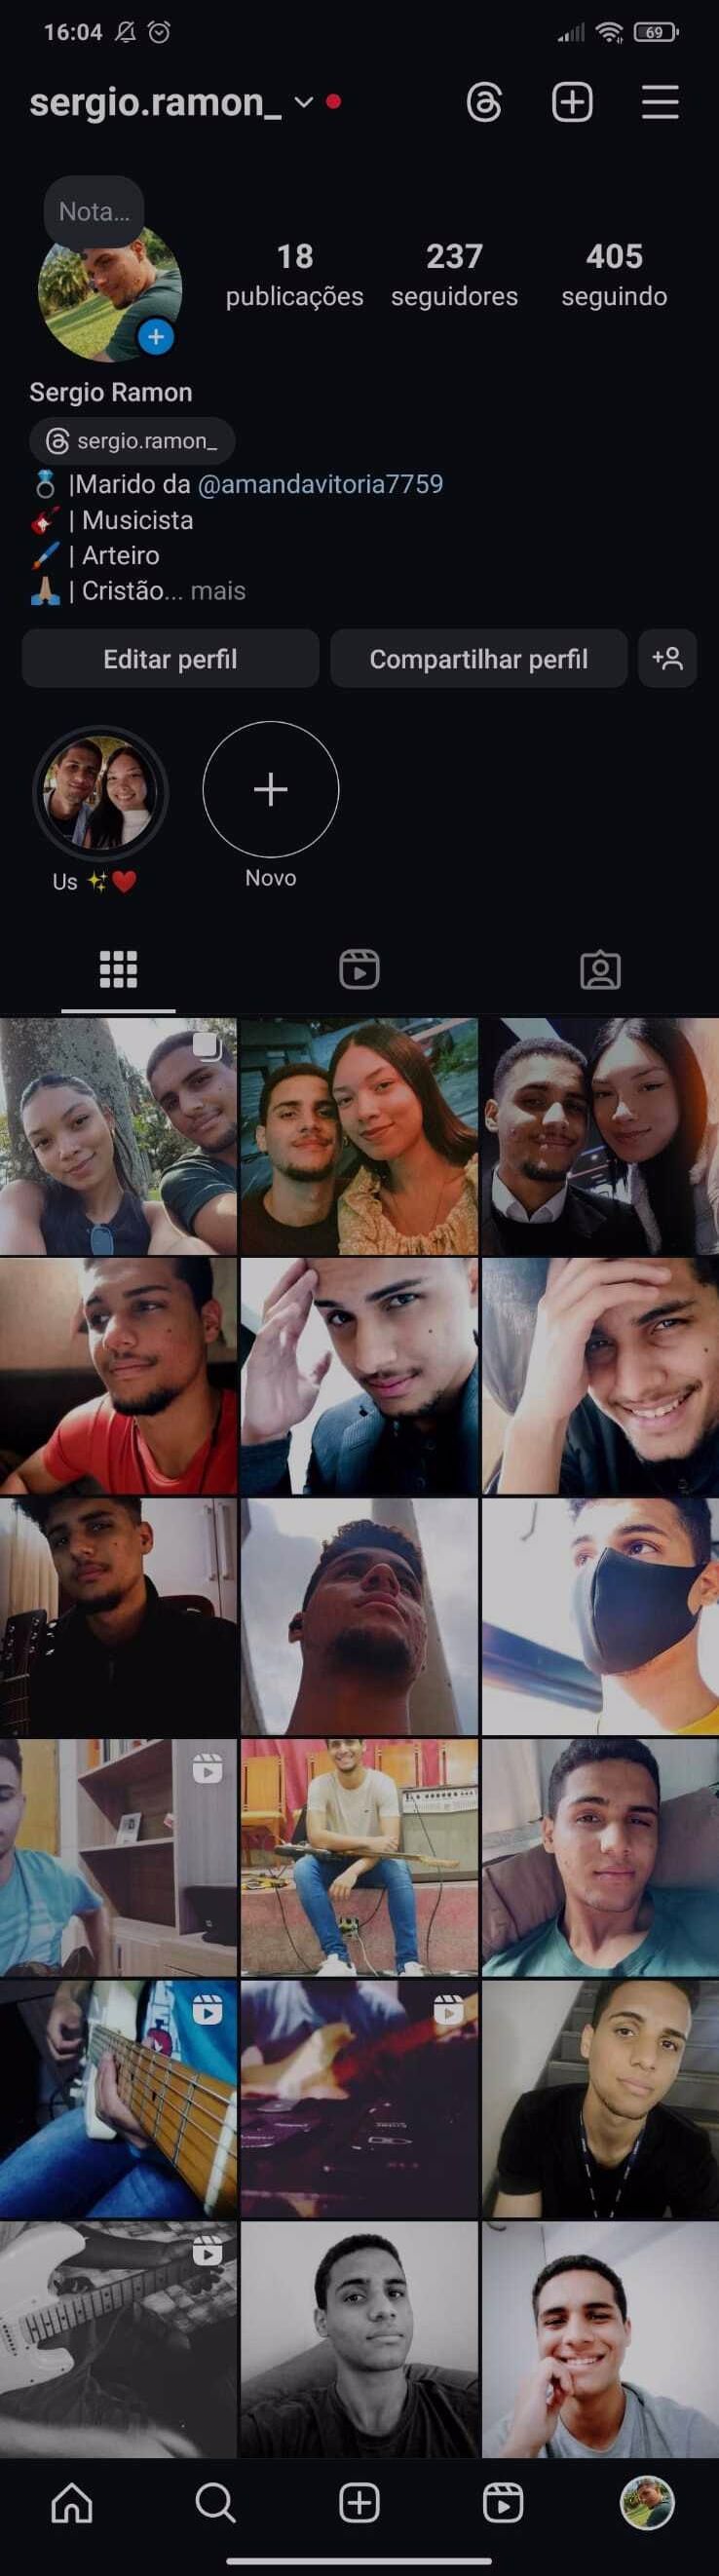 16:04 69
sergio.ramon_
Nota...
18 237 405
publicações seguidores seguindo
Sergio Ramon
sergio.ramon_
💍 |Marido da @amandavitoria7759
🎸 | Musicista
🖌️ | Arteiro
🙏🏽 | Cristão... mais
Editar perfil Compartilhar perfil
Us ✨❤️ Novo